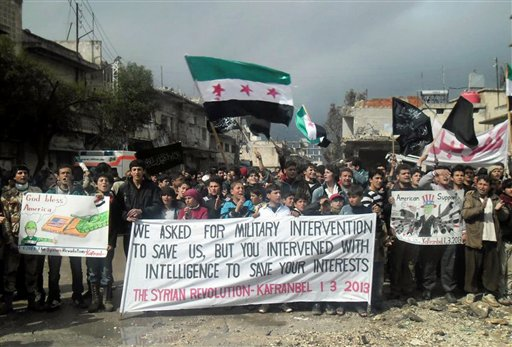 WE ASKED FOR MILITARY INTERVENTION
TO SAVE US, BUT YOU INTERVENED WITH
INTELLIGENCE TO SAVE YOUR INTERESTS
THE SYRIAN REVOLUTION-KAFRANBEL 1 3 2013
God bless
America
American Support
Kafranbel